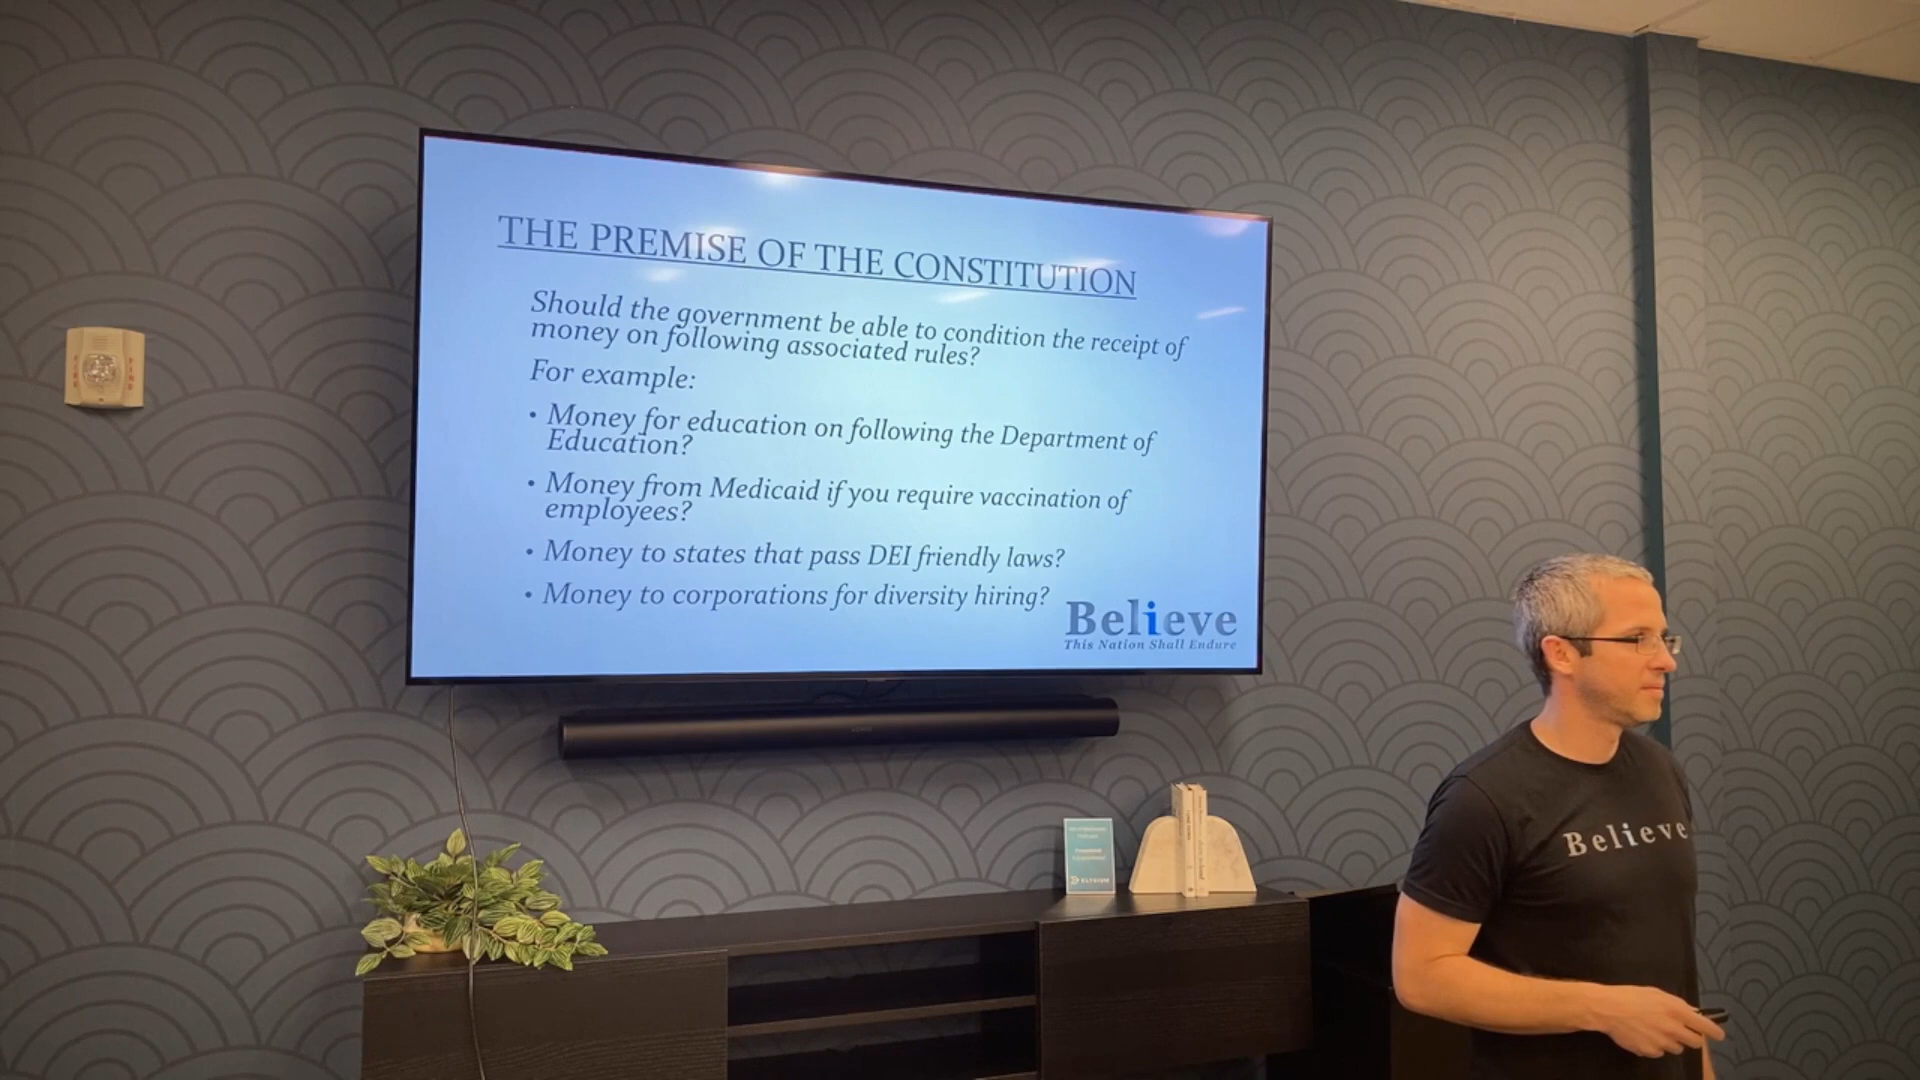 THE PREMISE OF THE CONSTITUTION
Should the government be able to condition the receipt of
money on following associated rules?
For example:
• Money for education on following the Department of
Education?
• Money from Medicaid if you require vaccination of
employees?
• Money to states that pass DEI friendly laws?
• Money to corporations for diversity hiring?
Believe
This Nation Shall Endure
FIRE
FIRE
Believe